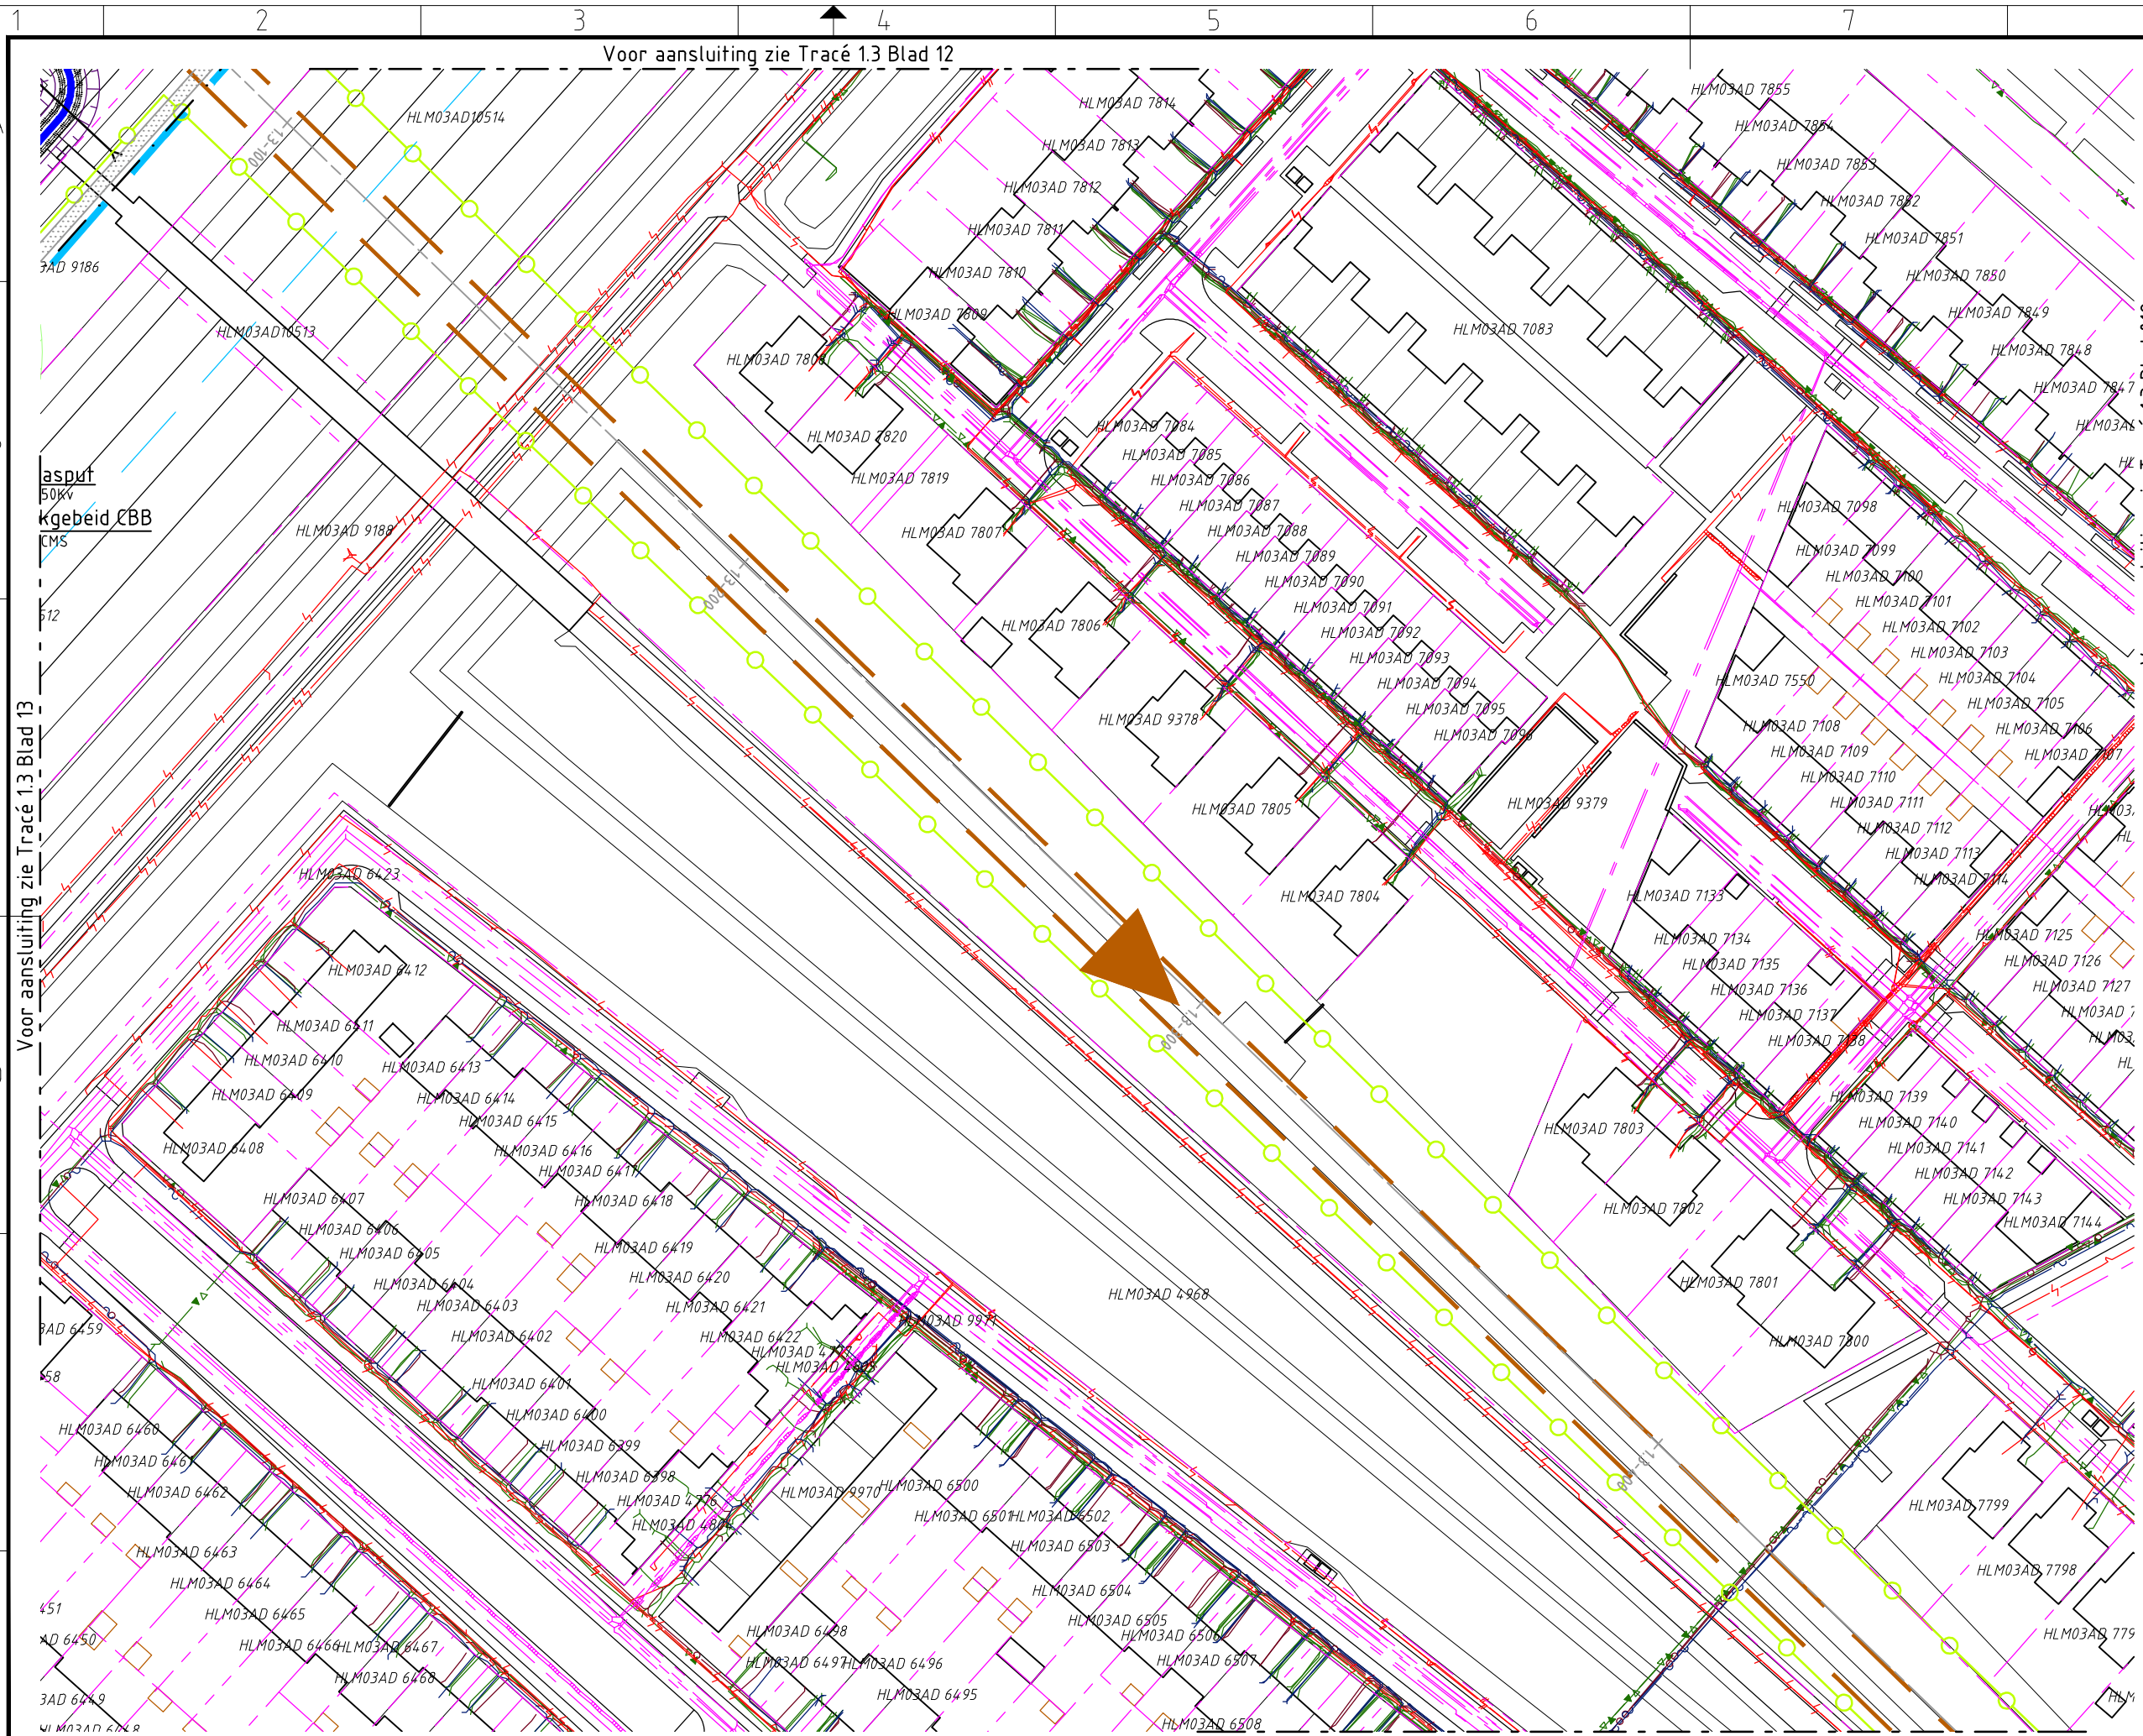 1 2 3 4 5 6 7
Voor aansluiting zie Tracé 1.3 Blad 12
Voor aansluiting zie Tracé 1.3 Blad 13
HLM03AD10514
13-100
HLM03AD10513
HLM03AD 9188
asput
50Kv
kgebeid CBB
CMS
512
HLM03AD 7814
HLM03AD 7813
HLM03AD 7812
HLM03AD 7811
HLM03AD 7810
HLM03AD 7809
HLM03AD 7808
HLM03AD 7820
HLM03AD 7819
HLM03AD 7807
HLM03AD 7806
HLM03AD 9378
HLM03AD 7805
HLM03AD 7804
HLM03AD 7855
HLM03AD 7854
HLM03AD 7853
HLM03AD 7852
HLM03AD 7851
HLM03AD 7850
HLM03AD 7849
HLM03AD 7848
HLM03AD 7847
HLM03AD 7083
HLM03AD 7084
HLM03AD 7085
HLM03AD 7086
HLM03AD 7087
HLM03AD 7088
HLM03AD 7089
HLM03AD 7090
HLM03AD 7091
HLM03AD 7092
HLM03AD 7093
HLM03AD 7094
HLM03AD 7095
HLM03AD 7096
HLM03AD 7098
HLM03AD 7099
HLM03AD 7100
HLM03AD 7101
HLM03AD 7102
HLM03AD 7103
HLM03AD 7104
HLM03AD 7105
HLM03AD 7106
HLM03AD 7107
HLM03AD 7550
HLM03AD 7108
HLM03AD 7109
HLM03AD 7110
HLM03AD 7111
HLM03AD 7112
HLM03AD 7113
HLM03AD 7114
HLM03AD 9379
HLM03AD 7125
HLM03AD 7126
HLM03AD 7127
HLM03AD 7133
HLM03AD 7134
HLM03AD 7135
HLM03AD 7136
HLM03AD 7137
HLM03AD 7138
HLM03AD 7139
HLM03AD 7140
HLM03AD 7141
HLM03AD 7142
HLM03AD 7143
HLM03AD 7144
HLM03AD 7803
HLM03AD 7802
HLM03AD 7801
HLM03AD 7800
HLM03AD 7799
HLM03AD 7798
13-200
HLM03AD 4968
HLM03AD 6423
HLM03AD 6412
HLM03AD 6411
HLM03AD 6410
HLM03AD 6409
HLM03AD 6408
HLM03AD 6413
HLM03AD 6414
HLM03AD 6415
HLM03AD 6416
HLM03AD 6417
HLM03AD 6418
HLM03AD 6419
HLM03AD 6420
HLM03AD 6421
HLM03AD 6422
HLM03AD 9971
HLM03AD 6407
HLM03AD 6406
HLM03AD 6405
HLM03AD 6404
HLM03AD 6403
HLM03AD 6402
HLM03AD 6401
HLM03AD 6400
HLM03AD 6399
HLM03AD 6398
HLM03AD 4776
HLM03AD 9970
HLM03AD 6500
HLM03AD 6501
HLM03AD 6502
HLM03AD 6503
HLM03AD 6504
HLM03AD 6505
HLM03AD 6506
HLM03AD 6507
HLM03AD 6508
HLM03AD 6498
HLM03AD 6497
HLM03AD 6496
HLM03AD 6495
HLM03AD 6460
HLM03AD 6461
HLM03AD 6462
HLM03AD 6463
HLM03AD 6464
HLM03AD 6465
HLM03AD 6466
HLM03AD 6467
HLM03AD 6468